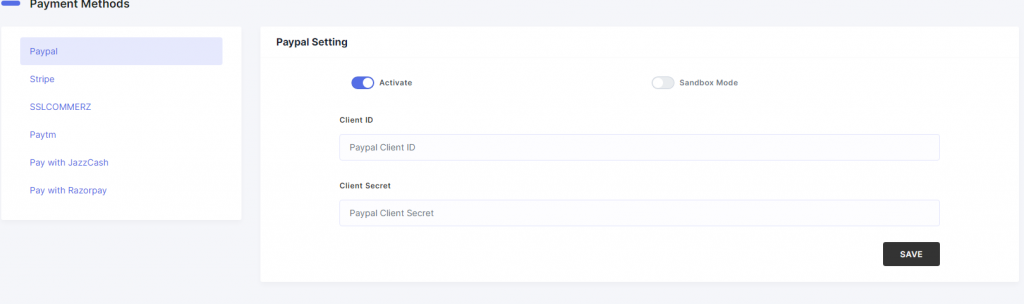 Payment Methods
Paypal
Stripe
SSLCOMMERZ
Paytm
Pay with JazzCash
Pay with Razorpay
Paypal Setting
Activate
Sandbox Mode
Client ID
Paypal Client ID
Client Secret
Paypal Client Secret
SAVE